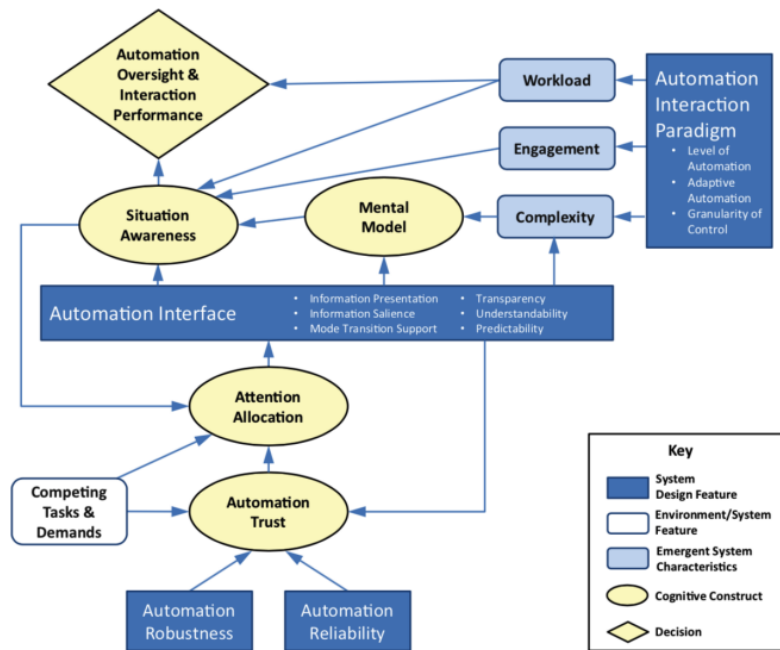 Automation
Oversight &
Interaction
Performance
Workload
Automation
Interaction
Paradigm
• Level of
Automation
• Adaptive
Automation
• Granularity of
Control
Engagement
Situation
Awareness
Mental
Model
Complexity
Automation Interface
• Information Presentation
• Information Salience
• Mode Transition Support
• Transparency
• Understandability
• Predictability
Attention
Allocation
Competing
Tasks &
Demands
Automation
Trust
Automation
Robustness
Automation
Reliability
Key
System
Design Feature
Environment/System
Feature
Emergent System
Characteristics
Cognitive Construct
Decision